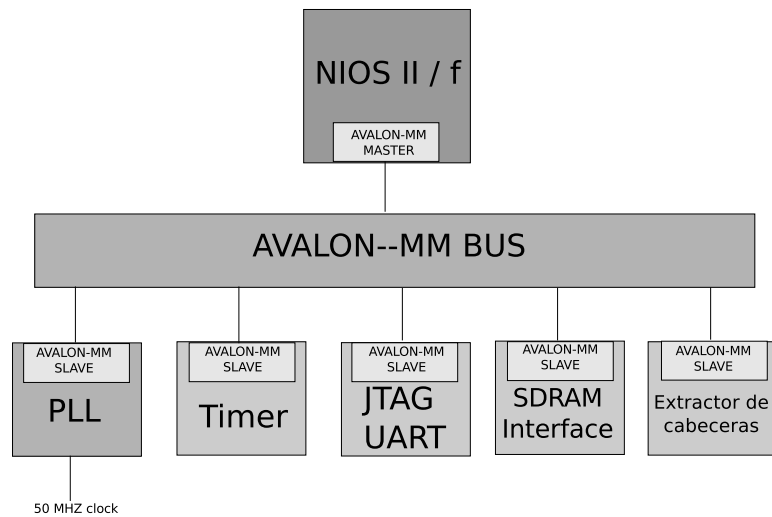 NIOS II / f
AVALON-MM
MASTER
AVALON--MM BUS
AVALON-MM
SLAVE
PLL
AVALON-MM
SLAVE
Timer
AVALON-MM
SLAVE
JTAG
UART
AVALON-MM
SLAVE
SDRAM
Interface
AVALON-MM
SLAVE
Extractor de
cabeceras
50 MHZ clock